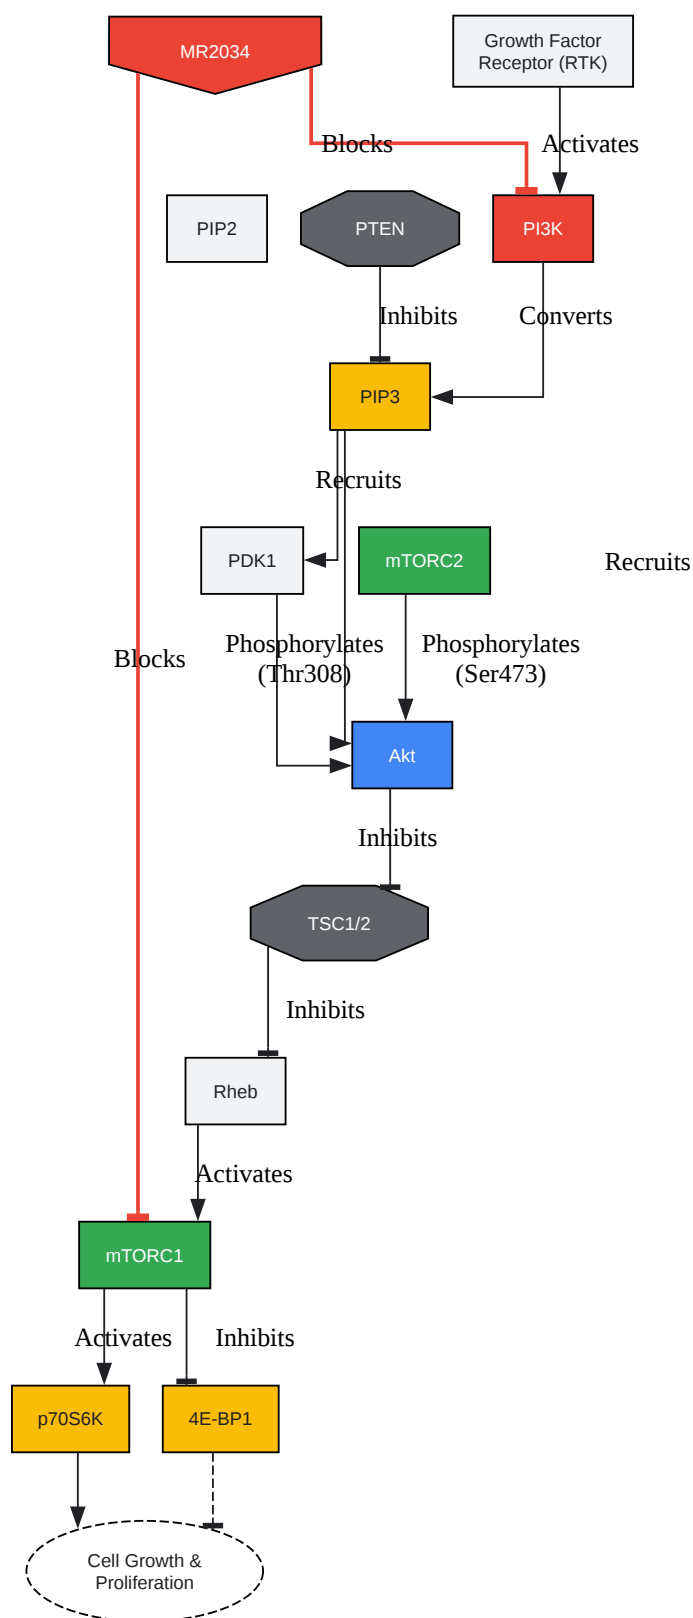 MR2034
Growth Factor
Receptor (RTK)
Blocks
Activates
PIP2
PTEN
PI3K
Inhibits
Converts
PIP3
Recruits
PDK1
mTORC2
Recruits
Blocks
Phosphorylates
(Thr308)
Phosphorylates
(Ser473)
Akt
Inhibits
TSC1/2
Inhibits
Rheb
Activates
mTORC1
Activates
Inhibits
p70S6K
4E-BP1
Cell Growth &
Proliferation